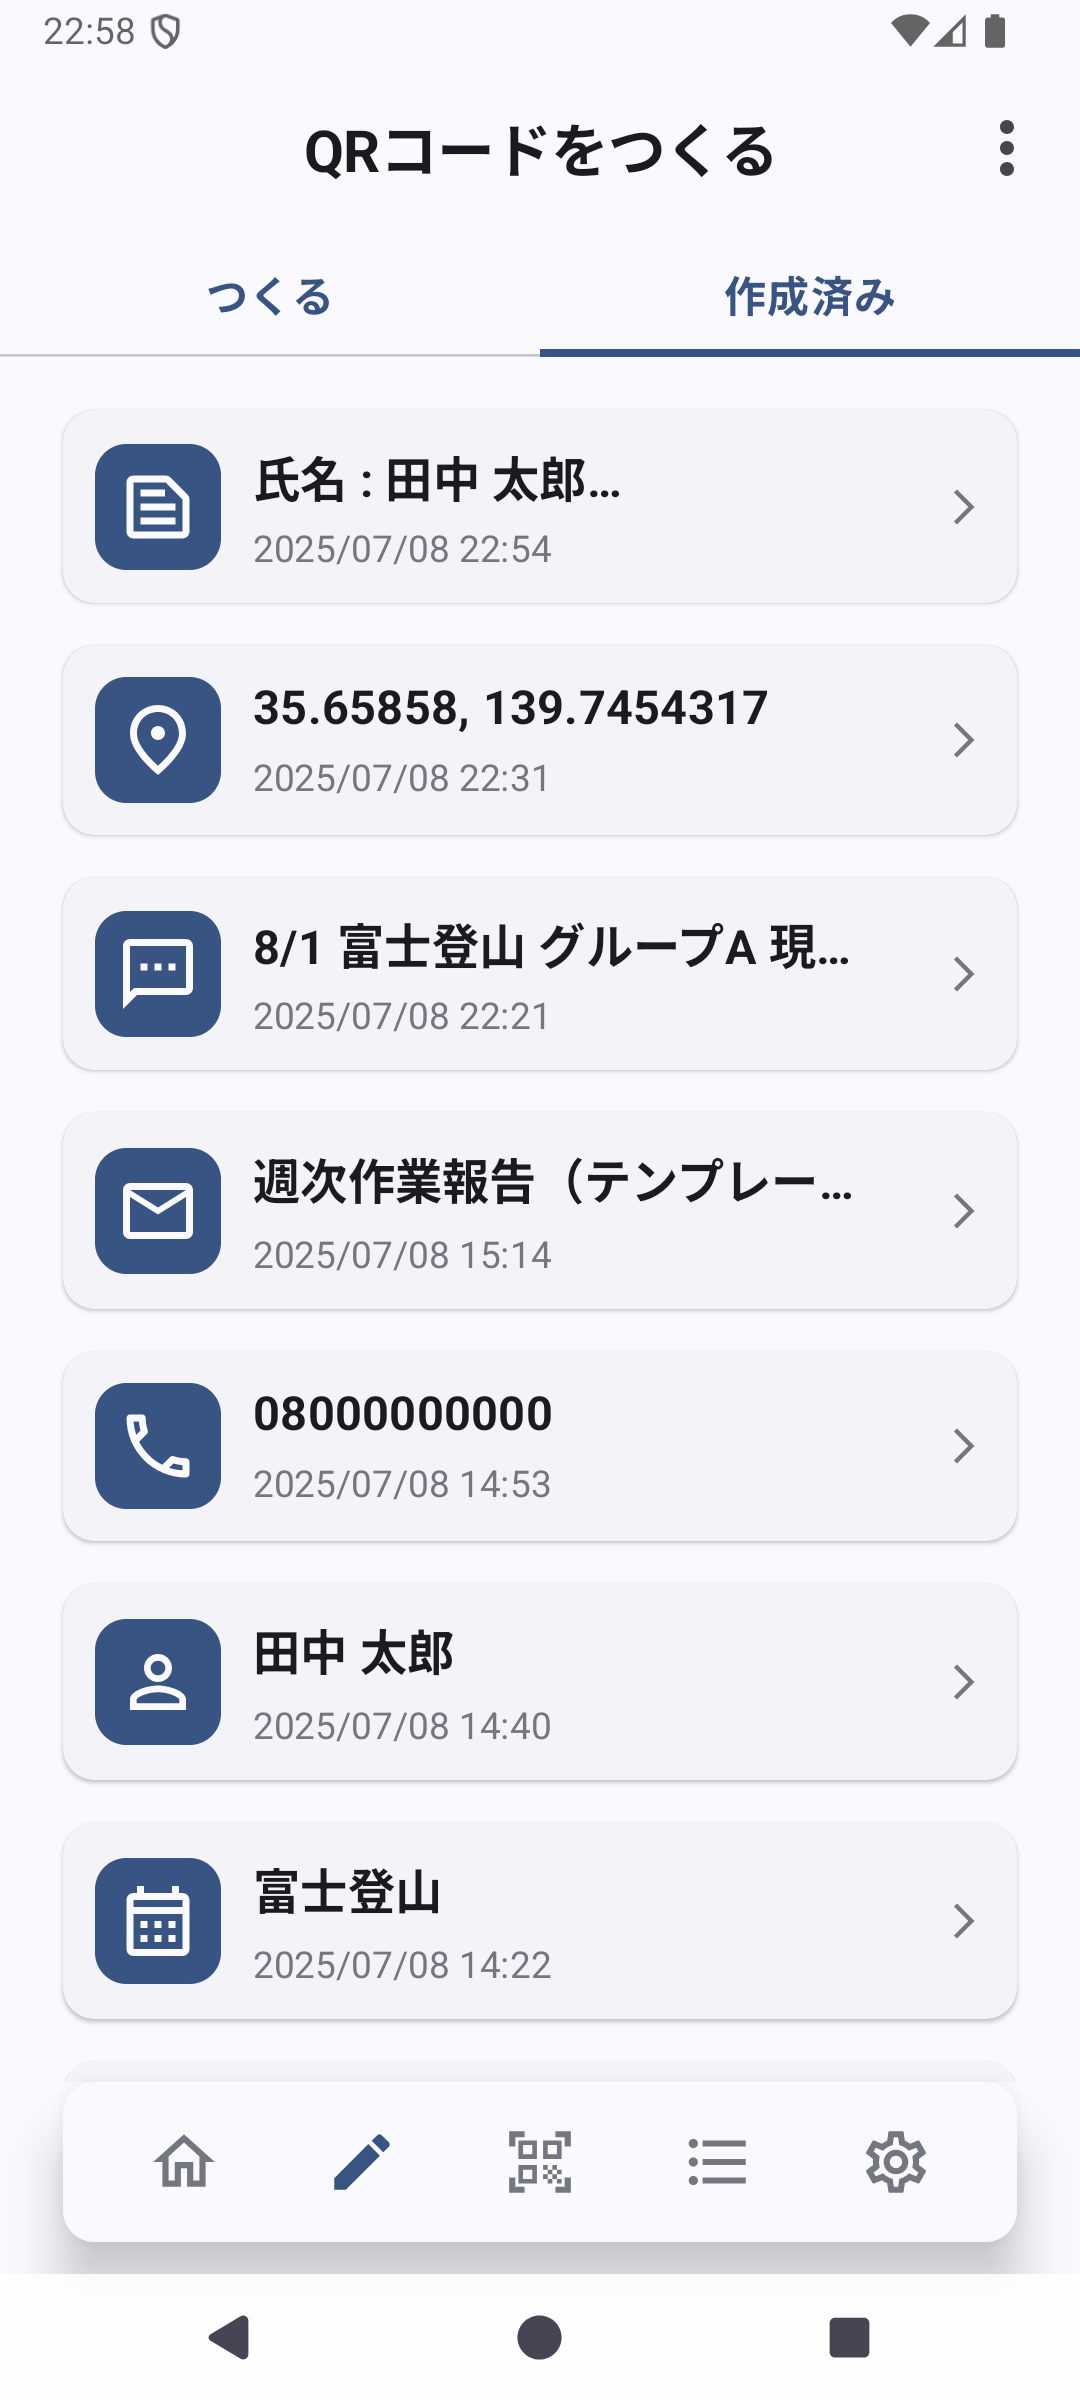 22:58
QRコードをつくる
つくる
作成済み
氏名 : 田中 太郎...
2025/07/08 22:54
35.65858, 139.7454317
2025/07/08 22:31
8/1 富士登山 グループA 現...
2025/07/08 22:21
週次作業報告（テンプレー...
2025/07/08 15:14
08000000000
2025/07/08 14:53
田中 太郎
2025/07/08 14:40
富士登山
2025/07/08 14:22